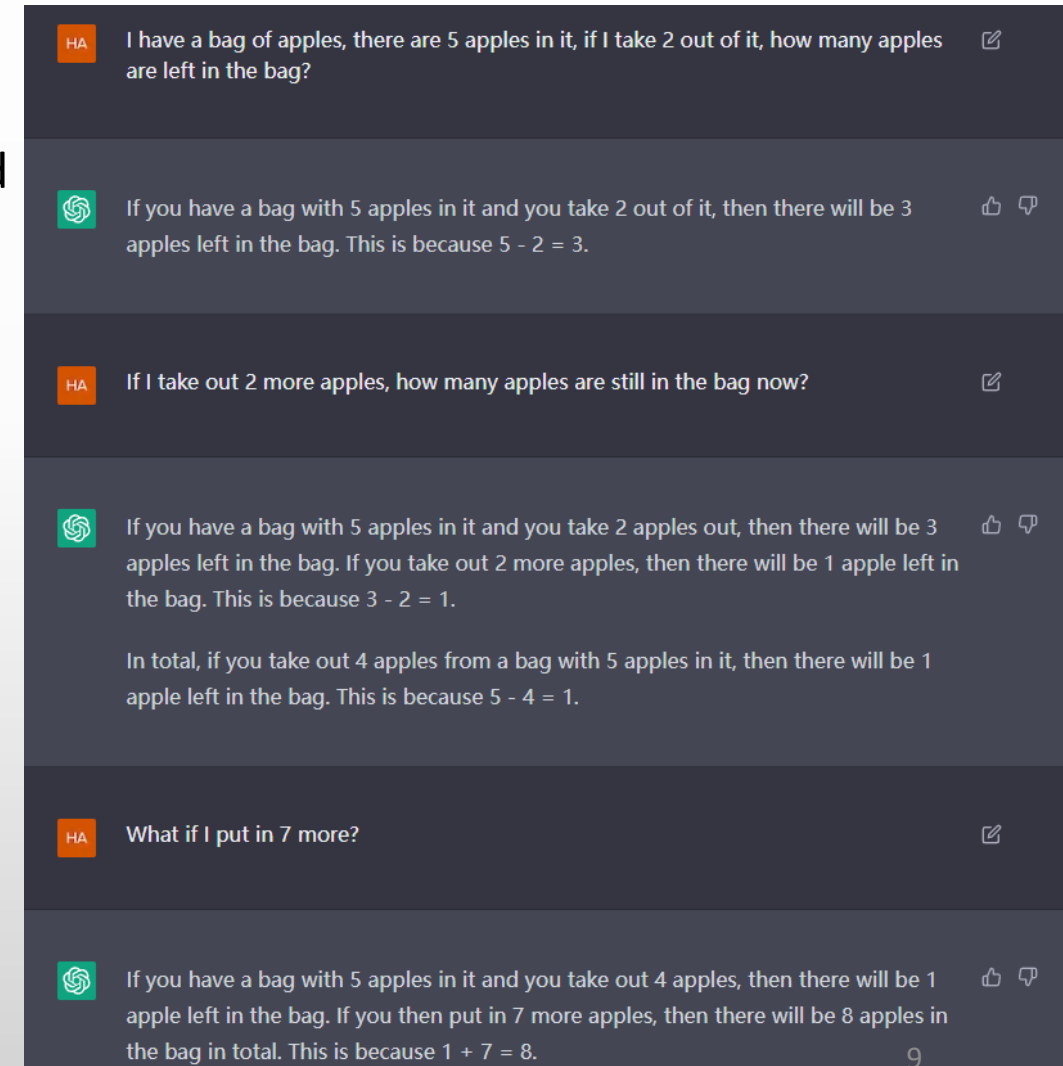 HA
I have a bag of apples, there are 5 apples in it, if I take 2 out of it, how many apples
are left in the bag?
If you have a bag with 5 apples in it and you take 2 out of it, then there will be 3
apples left in the bag. This is because 5 - 2 = 3.
HA
If I take out 2 more apples, how many apples are still in the bag now?
If you have a bag with 5 apples in it and you take 2 apples out, then there will be 3
apples left in the bag. If you take out 2 more apples, then there will be 1 apple left in
the bag. This is because 3 - 2 = 1.
In total, if you take out 4 apples from a bag with 5 apples in it, then there will be 1
apple left in the bag. This is because 5 - 4 = 1.
HA
What if I put in 7 more?
If you have a bag with 5 apples in it and you take out 4 apples, then there will be 1
apple left in the bag. If you then put in 7 more apples, then there will be 8 apples in
the bag in total. This is because 1 + 7 = 8.
9